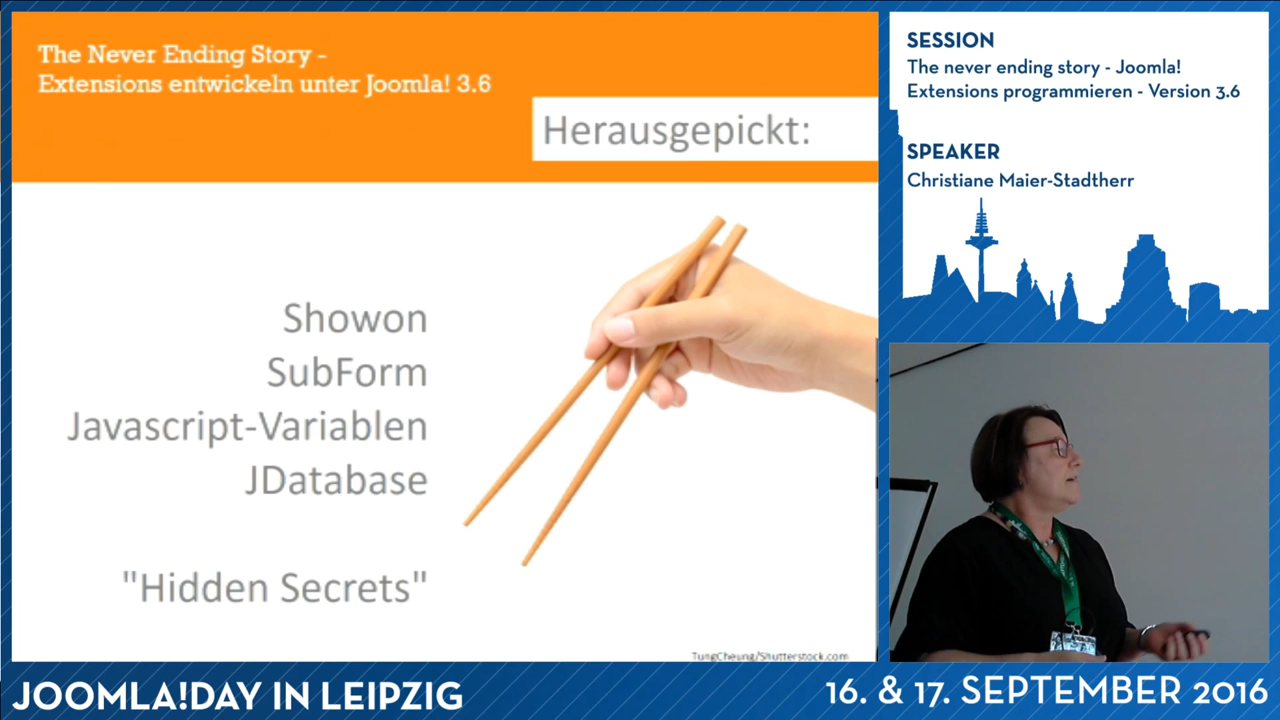 The Never Ending Story -
Extensions entwickeln unter Joomla! 3.6
Herausgepickt:
Showon
SubForm
Javascript-Variablen
JDatabase
"Hidden Secrets"
TungCheung/Shutterstock.com
SESSION
The never ending story - Joomla!
Extensions programmieren - Version 3.6
SPEAKER
Christiane Maier-Stadtherr
JOOMLA!DAY IN LEIPZIG
16. & 17. SEPTEMBER 2016